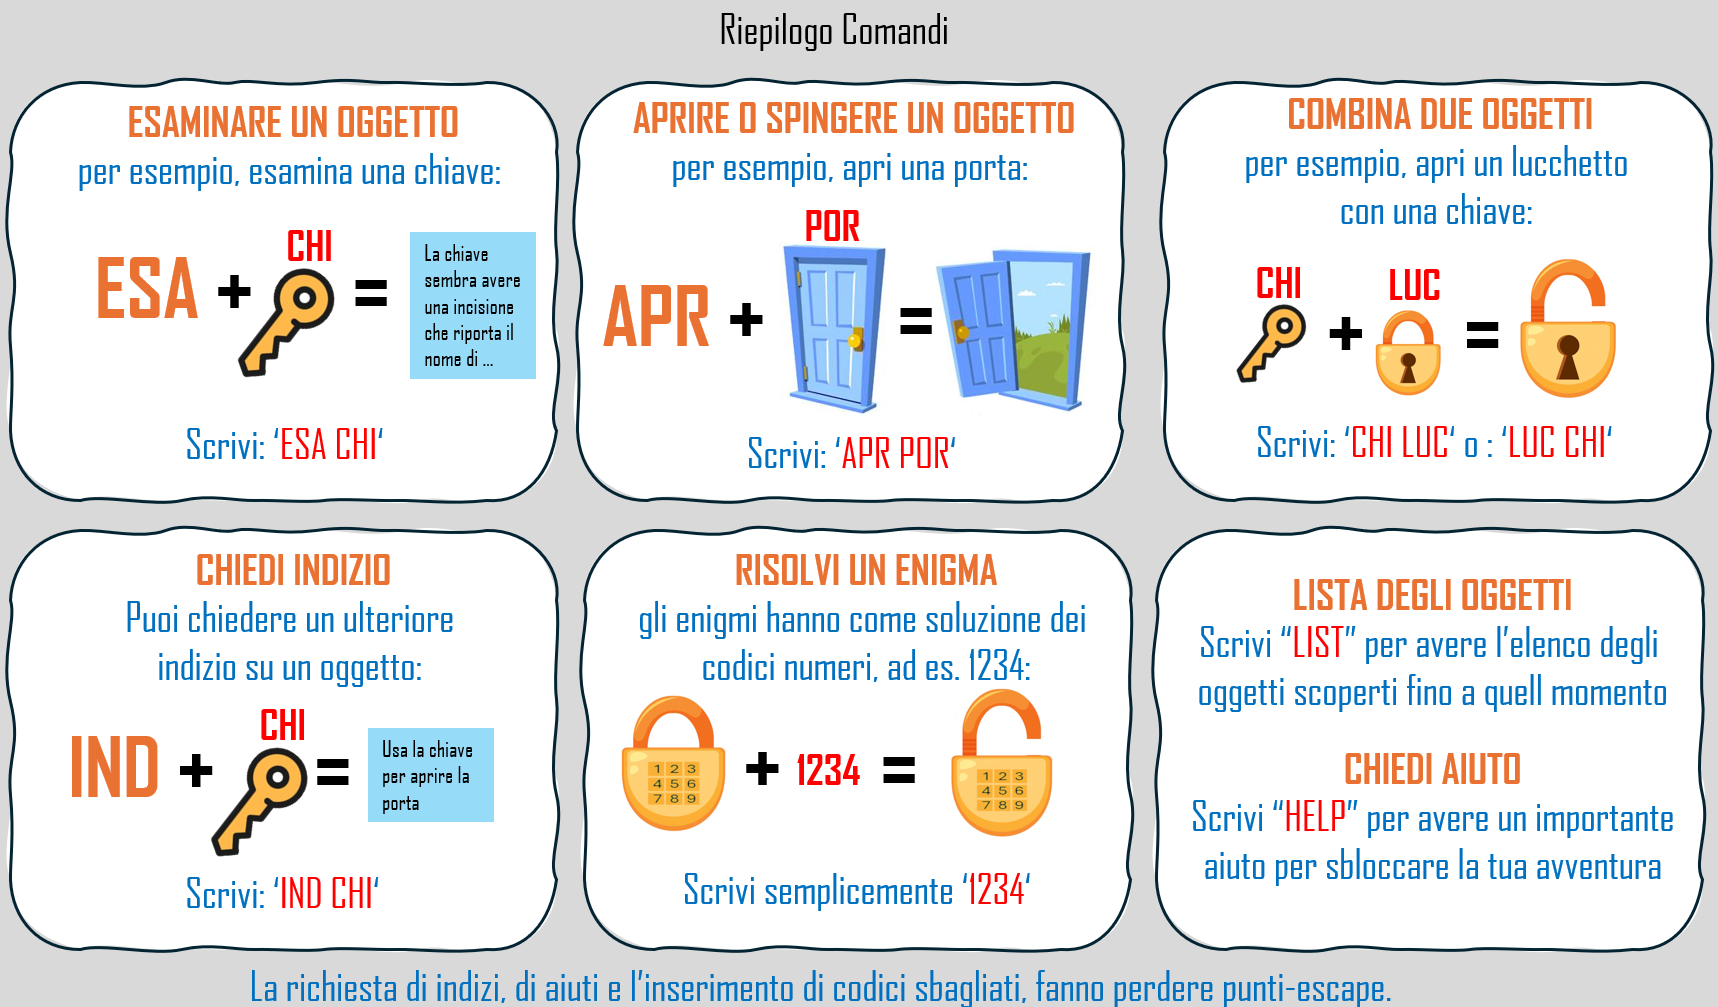 Riepilogo Comandi
ESAMINARE UN OGGETTO
per esempio, esamina una chiave:
ESA + CHI =
La chiave
sembra avere
una incisione
che riporta il
nome di ...
Scrivi: ‘ESA CHI‘
APRIRE O SPINGERE UN OGGETTO
per esempio, apri una porta:
APR + POR =
Scrivi: ‘APR POR‘
COMBINA DUE OGGETTI
per esempio, apri un lucchetto
con una chiave:
CHI + LUC =
Scrivi: ‘CHI LUC‘ o : ‘LUC CHI‘
CHIEDI INDIZIO
Puoi chiedere un ulteriore
indizio su un oggetto:
IND + CHI =
Usa la chiave
per aprire la
porta
Scrivi: ‘IND CHI‘
RISOLVI UN ENIGMA
gli enigmi hanno come soluzione dei
codici numeri, ad es. 1234:
1 2 3
4 5 6
7 8 9
+ 1234 =
1 2 3
4 5 6
7 8 9
Scrivi semplicemente ‘1234‘
LISTA DEGLI OGGETTI
Scrivi “LIST” per avere l’elenco degli
oggetti scoperti fino a quell momento
CHIEDI AIUTO
Scrivi “HELP” per avere un importante
aiuto per sbloccare la tua avventura
La richiesta di indizi, di aiuti e l’inserimento di codici sbagliati, fanno perdere punti-escape.